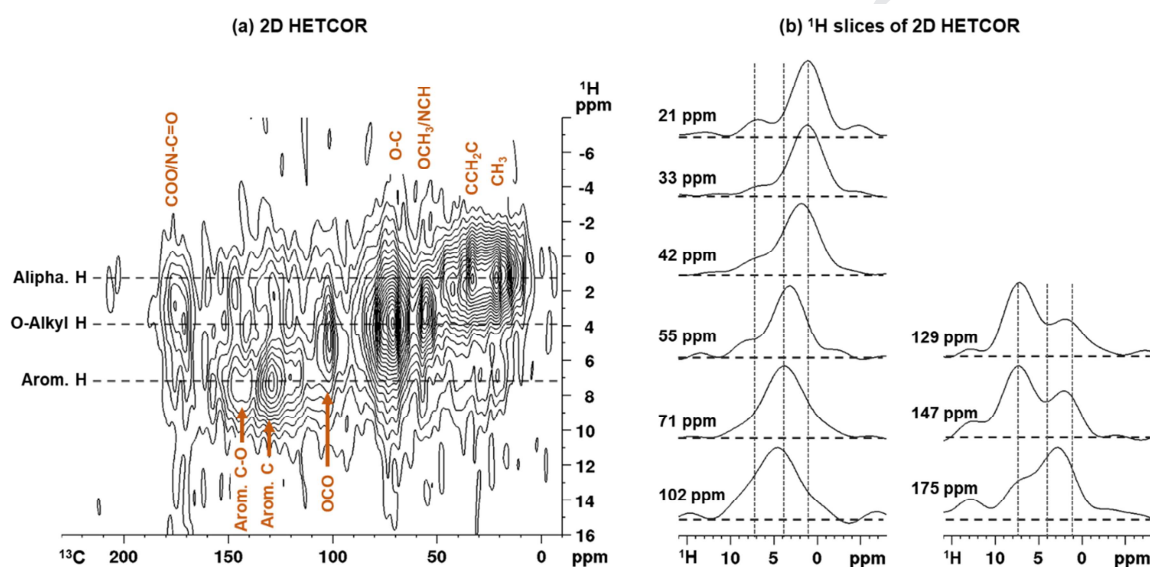 (a) 2D HETCOR
¹H
ppm
COO/N-C=O
O-C
OCH₃/NCH
CCH₂C
CH₃
-6
-4
-2
0
2
4
6
8
10
12
14
16
Alipha. H
O-Alkyl H
Arom. H
Arom. C-O
Arom. C
OCO
¹³C 200 150 100 50 0 ppm
(b) ¹H slices of 2D HETCOR
21 ppm
33 ppm
42 ppm
55 ppm
71 ppm
102 ppm
¹H 10 5 0 ppm
129 ppm
147 ppm
175 ppm
¹H 10 5 0 ppm